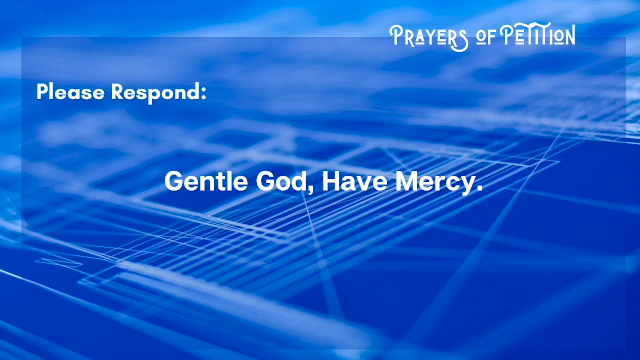 Prayers of Petition
Please Respond:
Gentle God, Have Mercy.